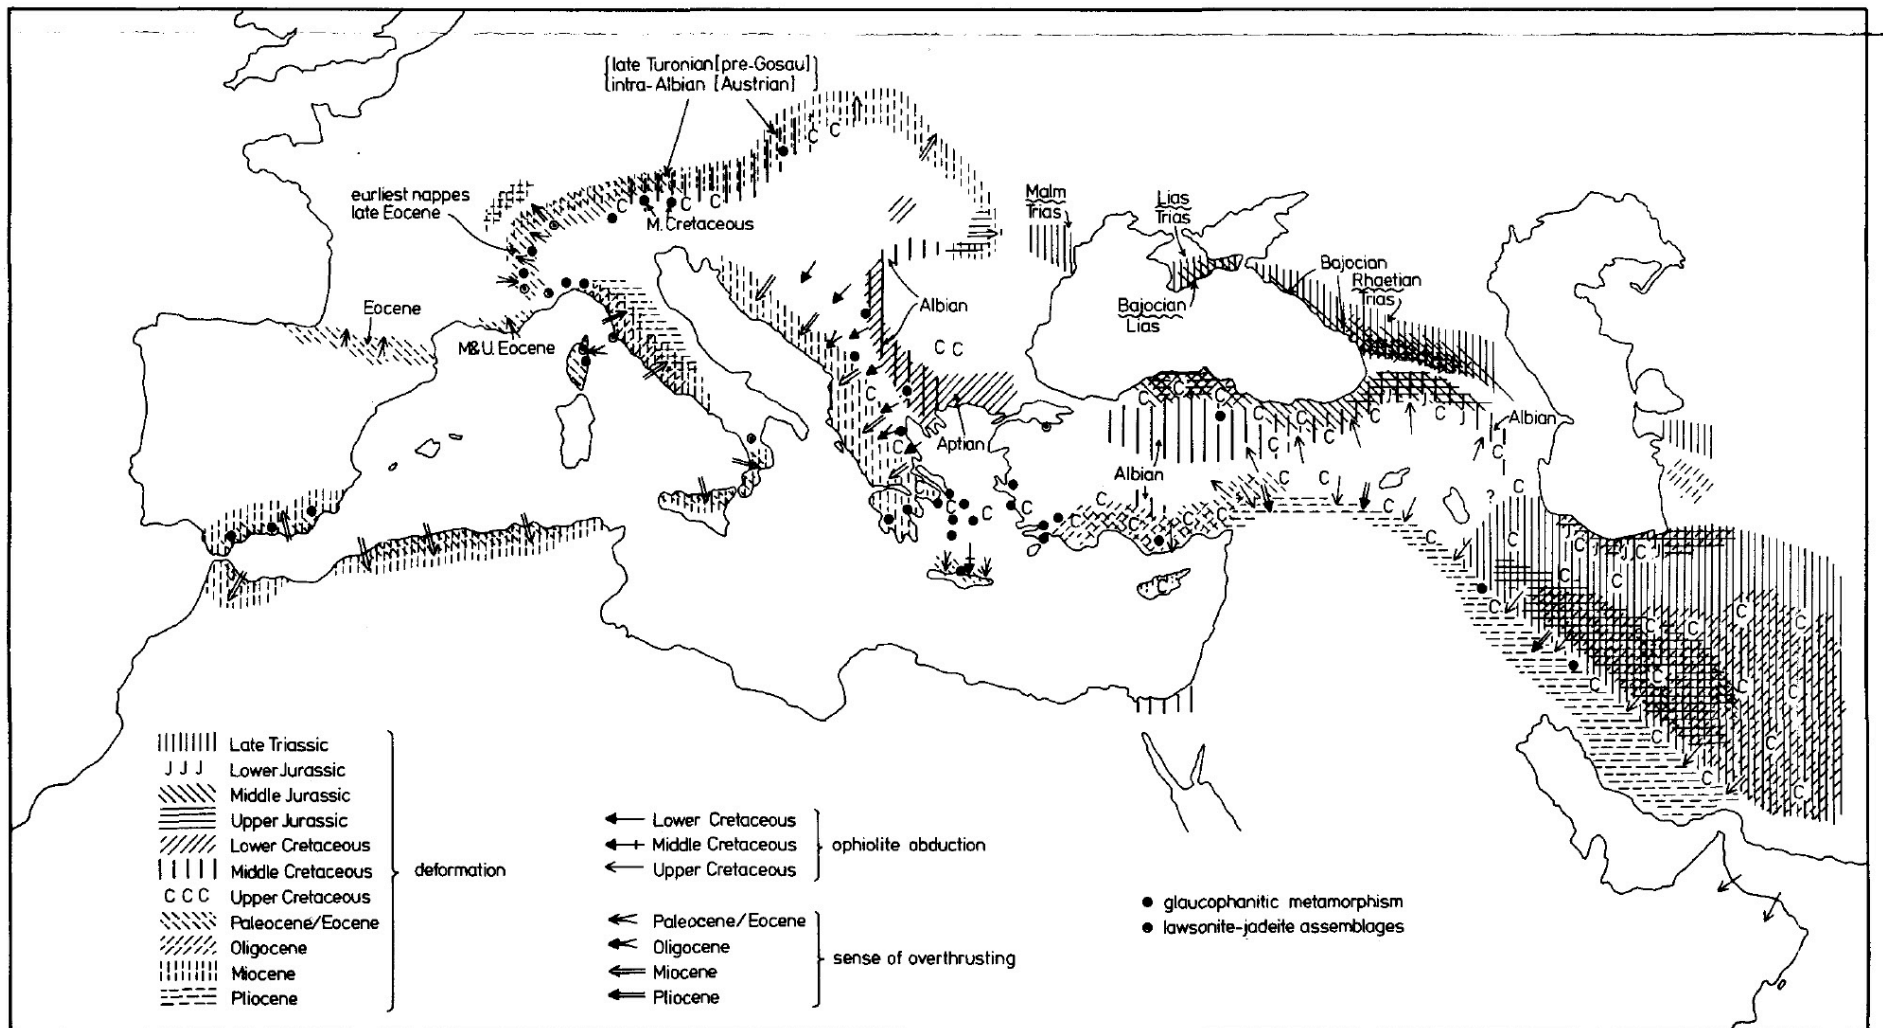 {late Turonian [pre-Gosau]}
{intra-Albian [Austrian]}
earliest nappes
late Eocene
M. Cretaceous
Malm
Trias
Lias
Trias
Bajocian
Rhaetian
Trias
Bajocian
Lias
Eocene
M&U. Eocene
Albian
Aptian
Albian
Albian
?
C C
C C C
C C
J J J
J C J C J
Late Triassic
J J J Lower Jurassic
Middle Jurassic
Upper Jurassic
Lower Cretaceous
Middle Cretaceous
C C C Upper Cretaceous
Paleocene/Eocene
Oligocene
Miocene
Pliocene
deformation
Lower Cretaceous
Middle Cretaceous
Upper Cretaceous
ophiolite abduction
Paleocene/Eocene
Oligocene
Miocene
Pliocene
sense of overthrusting
glaucophanitic metamorphism
lawsonite-jadeite assemblages